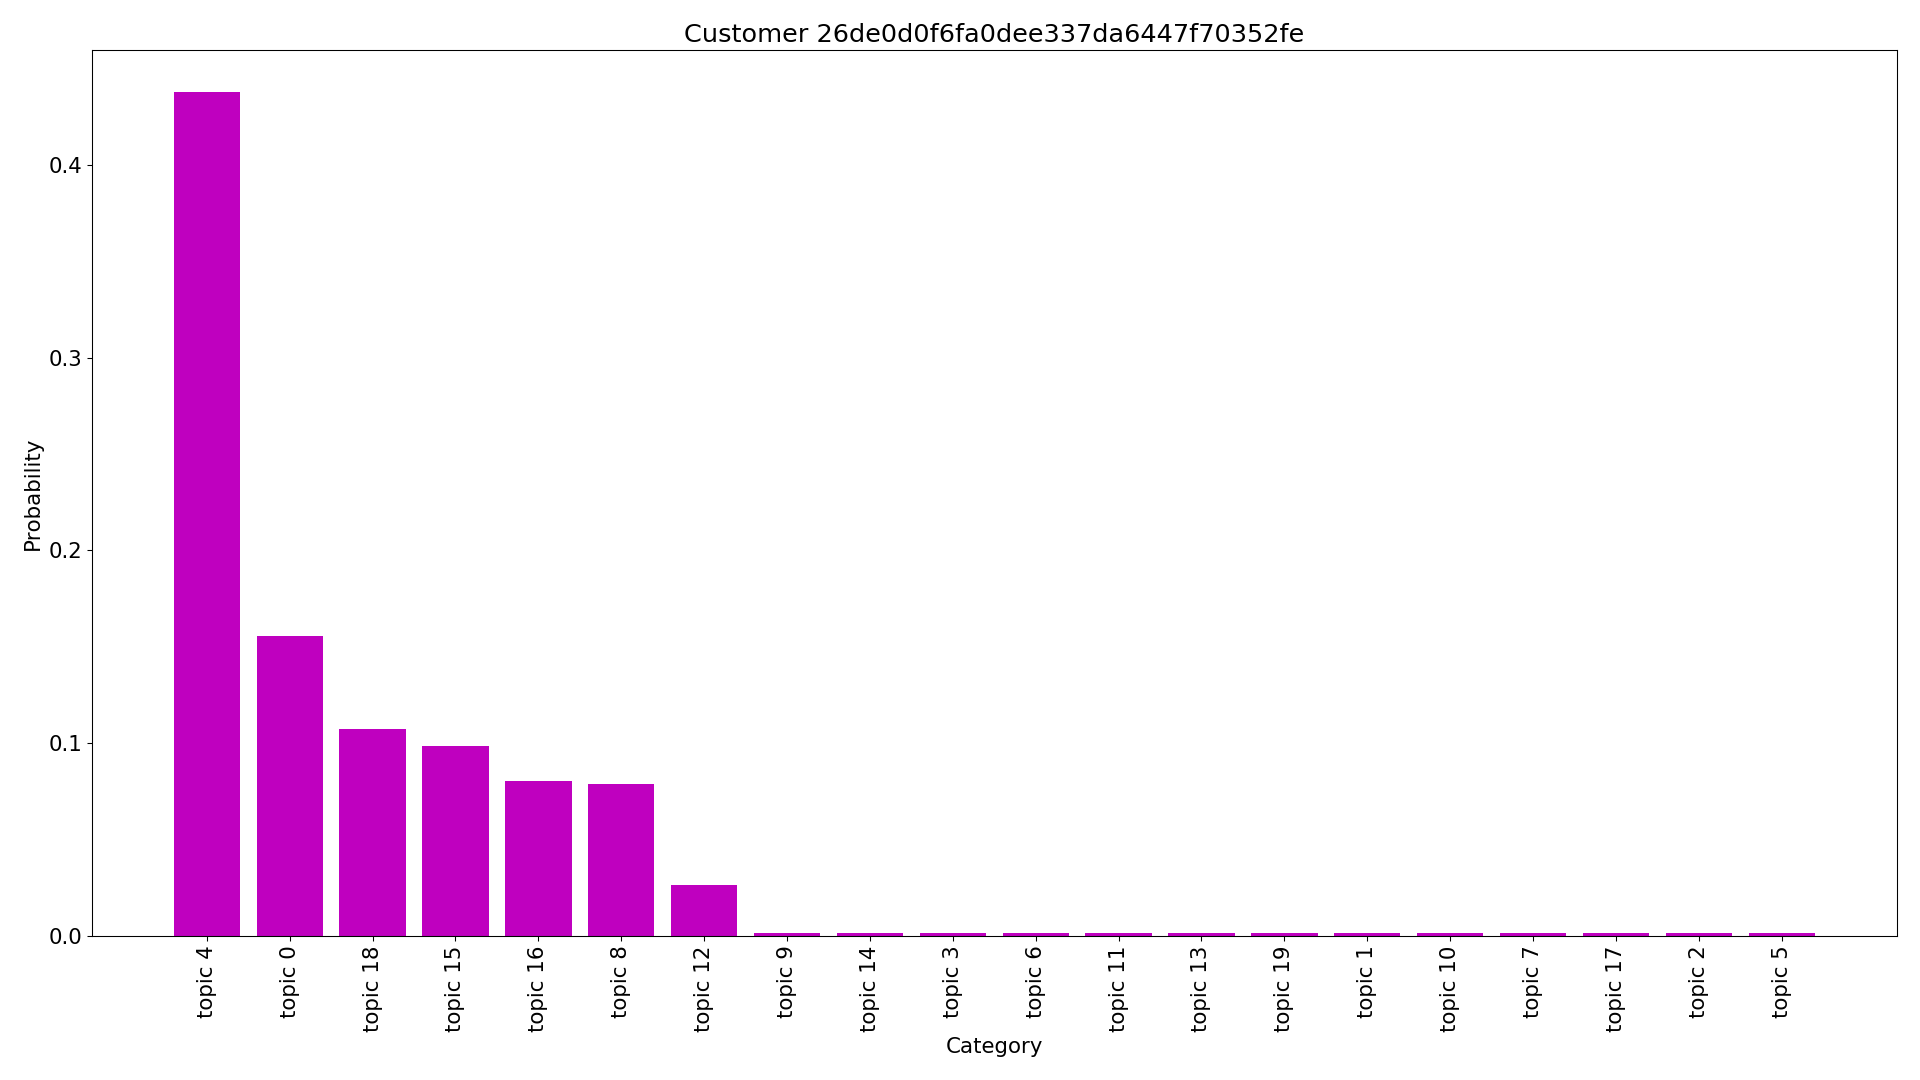 Customer 26de0d0f6fa0dee337da6447f70352fe
Probability
0.4
0.3
0.2
0.1
0.0
topic 4
topic 0
topic 18
topic 15
topic 16
topic 8
topic 12
topic 9
topic 14
topic 3
topic 6
topic 11
topic 13
topic 19
topic 1
topic 10
topic 7
topic 17
topic 2
topic 5
Category